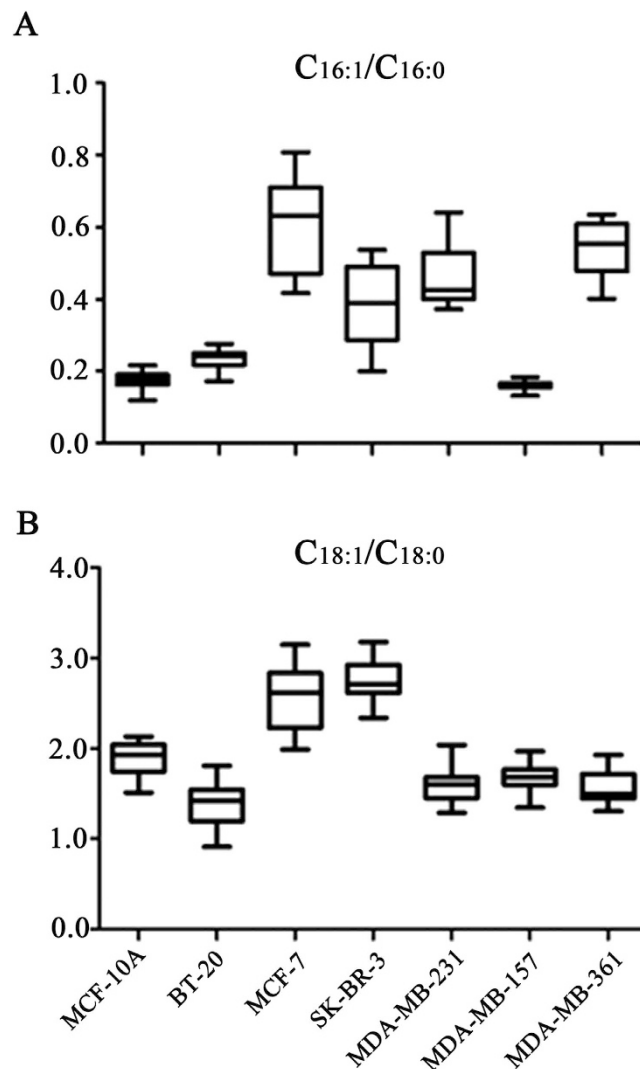 A
C16:1/C16:0
1.0
0.8
0.6
0.4
0.2
0.0
B
C18:1/C18:0
4.0
3.0
2.0
1.0
0.0
MCF-10A
BT-20
MCF-7
SK-BR-3
MDA-MB-231
MDA-MB-157
MDA-MB-361